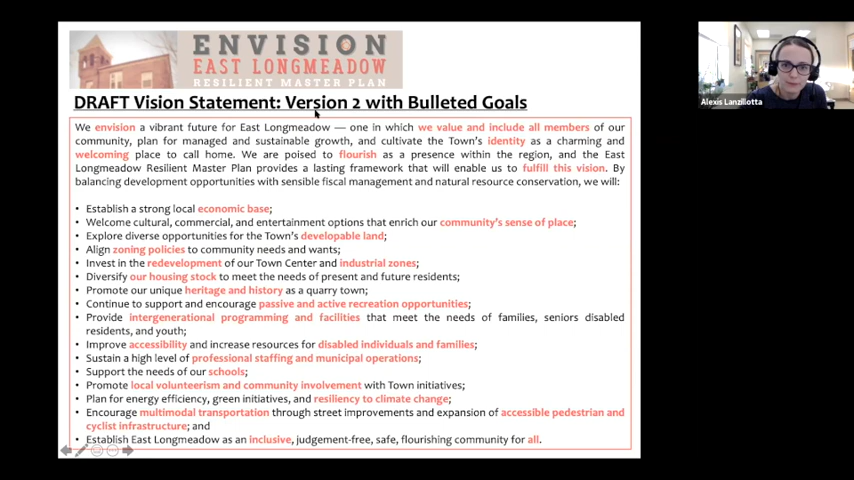 ENVISION
EAST LONGMEADOW
RESILIENT MASTER PLAN
DRAFT Vision Statement: Version 2 with Bulleted Goals
We envision a vibrant future for East Longmeadow — one in which we value and include all members of our
community, plan for managed and sustainable growth, and cultivate the Town's identity as a charming and
welcoming place to call home. We are poised to flourish as a presence within the region, and the East
Longmeadow Resilient Master Plan provides a lasting framework that will enable us to fulfill this vision. By
balancing development opportunities with sensible fiscal management and natural resource conservation, we will:
• Establish a strong local economic base;
• Welcome cultural, commercial, and entertainment options that enrich our community's sense of place;
• Explore diverse opportunities for the Town's developable land;
• Align zoning policies to community needs and wants;
• Invest in the redevelopment of our Town Center and industrial zones;
• Diversify our housing stock to meet the needs of present and future residents;
• Promote our unique heritage and history as a quarry town;
• Continue to support and encourage passive and active recreation opportunities;
• Provide intergenerational programming and facilities that meet the needs of families, seniors disabled
residents, and youth;
• Improve accessibility and increase resources for disabled individuals and families;
• Sustain a high level of professional staffing and municipal operations;
• Support the needs of our schools;
• Promote local volunteerism and community involvement with Town initiatives;
• Plan for energy efficiency, green initiatives, and resiliency to climate change;
• Encourage multimodal transportation through street improvements and expansion of accessible pedestrian and
cyclist infrastructure; and
• Establish East Longmeadow as an inclusive, judgement-free, safe, flourishing community for all.
Alexis Lanzillotta